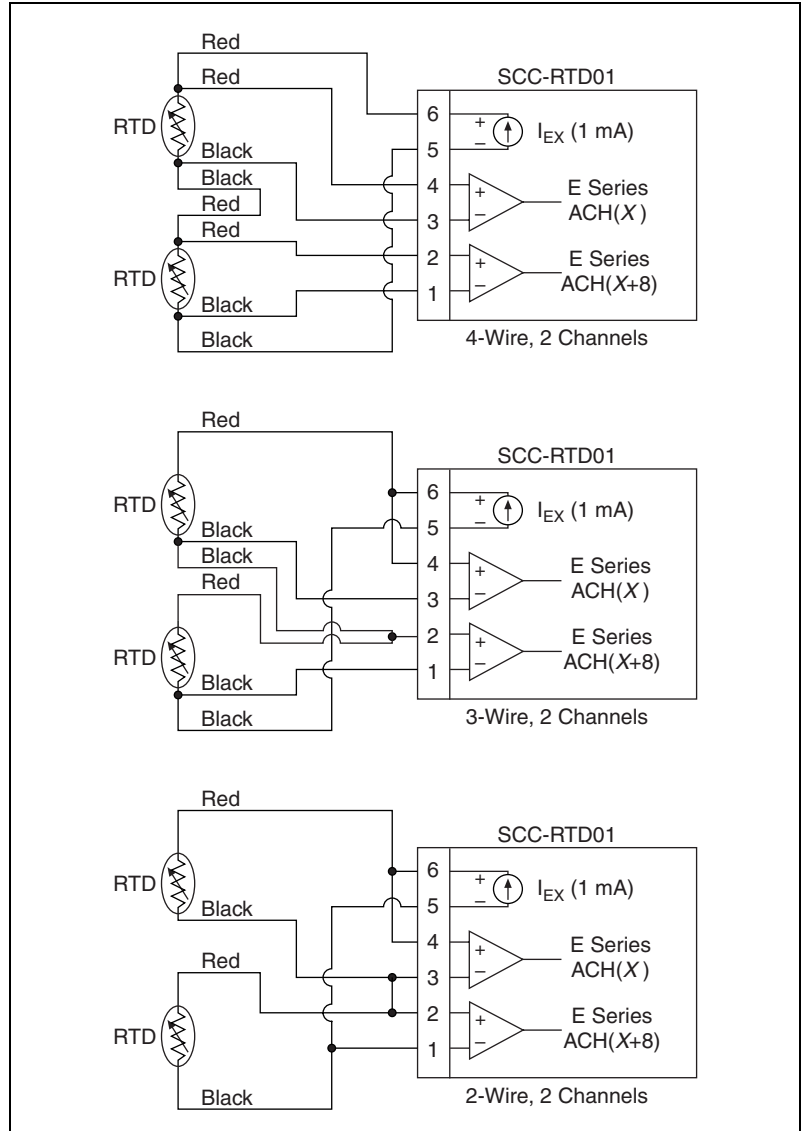 Red
Red
SCC-RTD01
RTD
6
+
−
I_EX (1 mA)
5
Black
Black
4
+
−
E Series
ACH(X)
Red
3
Red
2
+
−
E Series
ACH(X+8)
RTD
1
Black
Black
4-Wire, 2 Channels
Red
SCC-RTD01
RTD
6
+
−
I_EX (1 mA)
5
Black
Black
4
+
−
E Series
ACH(X)
Red
3
2
+
−
E Series
ACH(X+8)
RTD
1
Black
Black
3-Wire, 2 Channels
Red
SCC-RTD01
RTD
6
+
−
I_EX (1 mA)
5
Black
4
+
−
E Series
ACH(X)
Red
3
2
+
−
E Series
ACH(X+8)
RTD
1
Black
2-Wire, 2 Channels